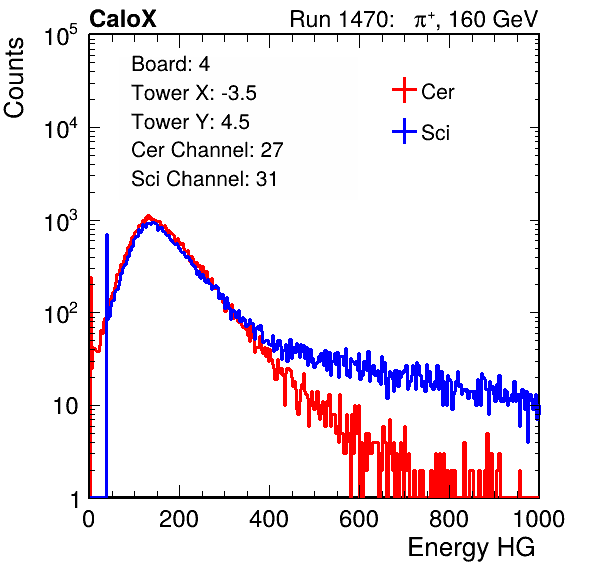 CaloX Run 1470: π⁺, 160 GeV
Counts
Board: 4
Tower X: -3.5
Tower Y: 4.5
Cer Channel: 27
Sci Channel: 31
Cer
Sci
10⁵
10⁴
10³
10²
10
1
0 200 400 600 800 1000
Energy HG